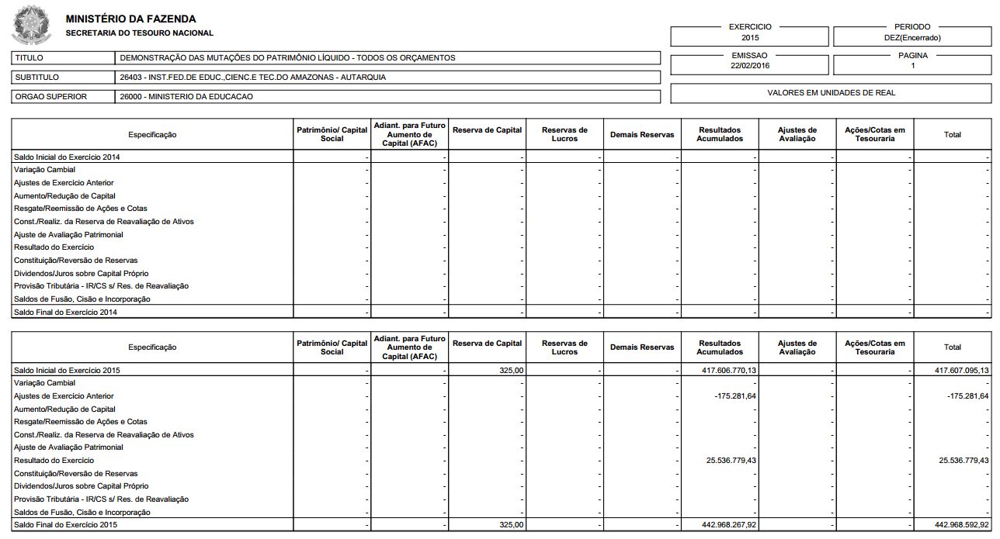 MINISTÉRIO DA FAZENDA
SECRETARIA DO TESOURO NACIONAL
EXERCICIO
2015
PERIODO
DEZ(Encerrado)
EMISSAO
22/02/2016
PAGINA
1
VALORES EM UNIDADES DE REAL
TITULO DEMONSTRAÇÃO DAS MUTAÇÕES DO PATRIMÔNIO LÍQUIDO - TODOS OS ORÇAMENTOS
SUBTITULO 26403 - INST.FED.DE EDUC.,CIENC.E TEC.DO AMAZONAS - AUTARQUIA
ORGAO SUPERIOR 26000 - MINISTERIO DA EDUCACAO
Especificação
Patrimônio/ Capital
Social
Adiant. para Futuro
Aumento de
Capital (AFAC)
Reserva de Capital
Reservas de
Lucros
Demais Reservas
Resultados
Acumulados
Ajustes de
Avaliação
Ações/Cotas em
Tesouraria
Total
Saldo Inicial do Exercício 2014 - - - - - - - - -
Variação Cambial - - - - - - - - -
Ajustes de Exercício Anterior - - - - - - - - -
Aumento/Redução de Capital - - - - - - - - -
Resgate/Reemissão de Ações e Cotas - - - - - - - - -
Const./Realiz. da Reserva de Reavaliação de Ativos - - - - - - - - -
Ajuste de Avaliação Patrimonial - - - - - - - - -
Resultado do Exercício - - - - - - - - -
Constituição/Reversão de Reservas - - - - - - - - -
Dividendos/Juros sobre Capital Próprio - - - - - - - - -
Provisão Tributária - IR/CS s/ Res. de Reavaliação - - - - - - - - -
Saldos de Fusão, Cisão e Incorporação - - - - - - - - -
Saldo Final do Exercício 2014 - - - - - - - - -
Especificação
Patrimônio/ Capital
Social
Adiant. para Futuro
Aumento de
Capital (AFAC)
Reserva de Capital
Reservas de
Lucros
Demais Reservas
Resultados
Acumulados
Ajustes de
Avaliação
Ações/Cotas em
Tesouraria
Total
Saldo Inicial do Exercício 2015 - - 325,00 - - 417.606.770,13 - - 417.607.095,13
Variação Cambial - - - - - - - - -
Ajustes de Exercício Anterior - - - - - -175.281,64 - - -175.281,64
Aumento/Redução de Capital - - - - - - - - -
Resgate/Reemissão de Ações e Cotas - - - - - - - - -
Const./Realiz. da Reserva de Reavaliação de Ativos - - - - - - - - -
Ajuste de Avaliação Patrimonial - - - - - - - - -
Resultado do Exercício - - - - - 25.536.779,43 - - 25.536.779,43
Constituição/Reversão de Reservas - - - - - - - - -
Dividendos/Juros sobre Capital Próprio - - - - - - - - -
Provisão Tributária - IR/CS s/ Res. de Reavaliação - - - - - - - - -
Saldos de Fusão, Cisão e Incorporação - - - - - - - - -
Saldo Final do Exercício 2015 - - 325,00 - - 442.968.267,92 - - 442.968.592,92